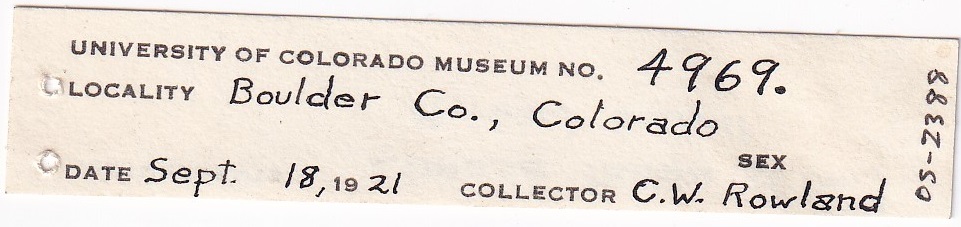 UNIVERSITY OF COLORADO MUSEUM NO. 4969.
LOCALITY Boulder Co., Colorado
SEX
DATE Sept. 18, 1921 COLLECTOR C.W. Rowland
05-2388